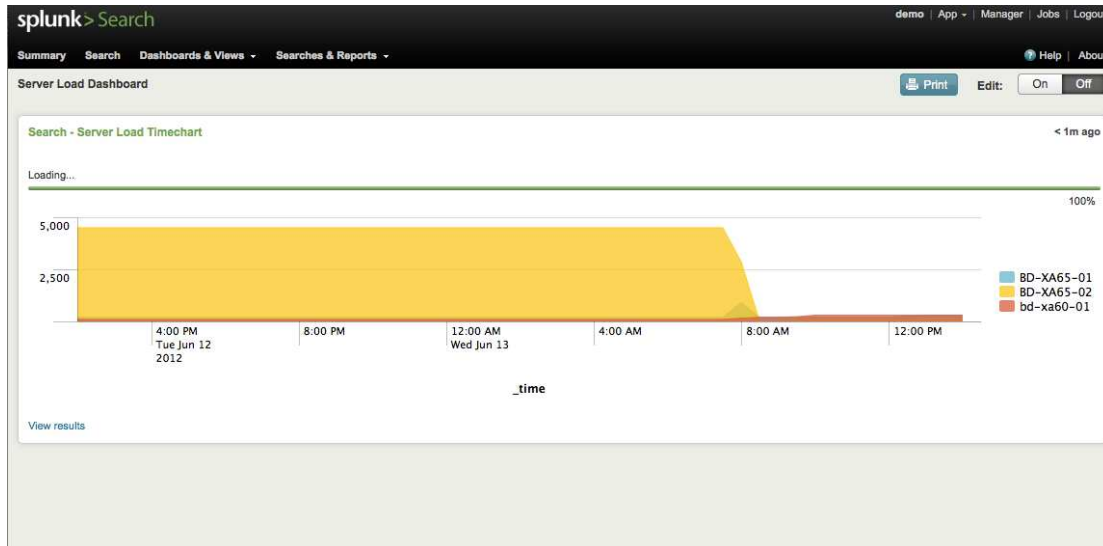 splunk> Search
demo | App | Manager | Jobs | Logou
Summary Search Dashboards & Views Searches & Reports
? Help | Abou
Server Load Dashboard
Print Edit: On Off
Search - Server Load Timechart
< 1m ago
Loading...
100%
5,000
2,500
BD-XA65-01
BD-XA65-02
bd-xa60-01
4:00 PM 8:00 PM 12:00 AM 4:00 AM 8:00 AM 12:00 PM
Tue Jun 12 Wed Jun 13
2012
_time
View results